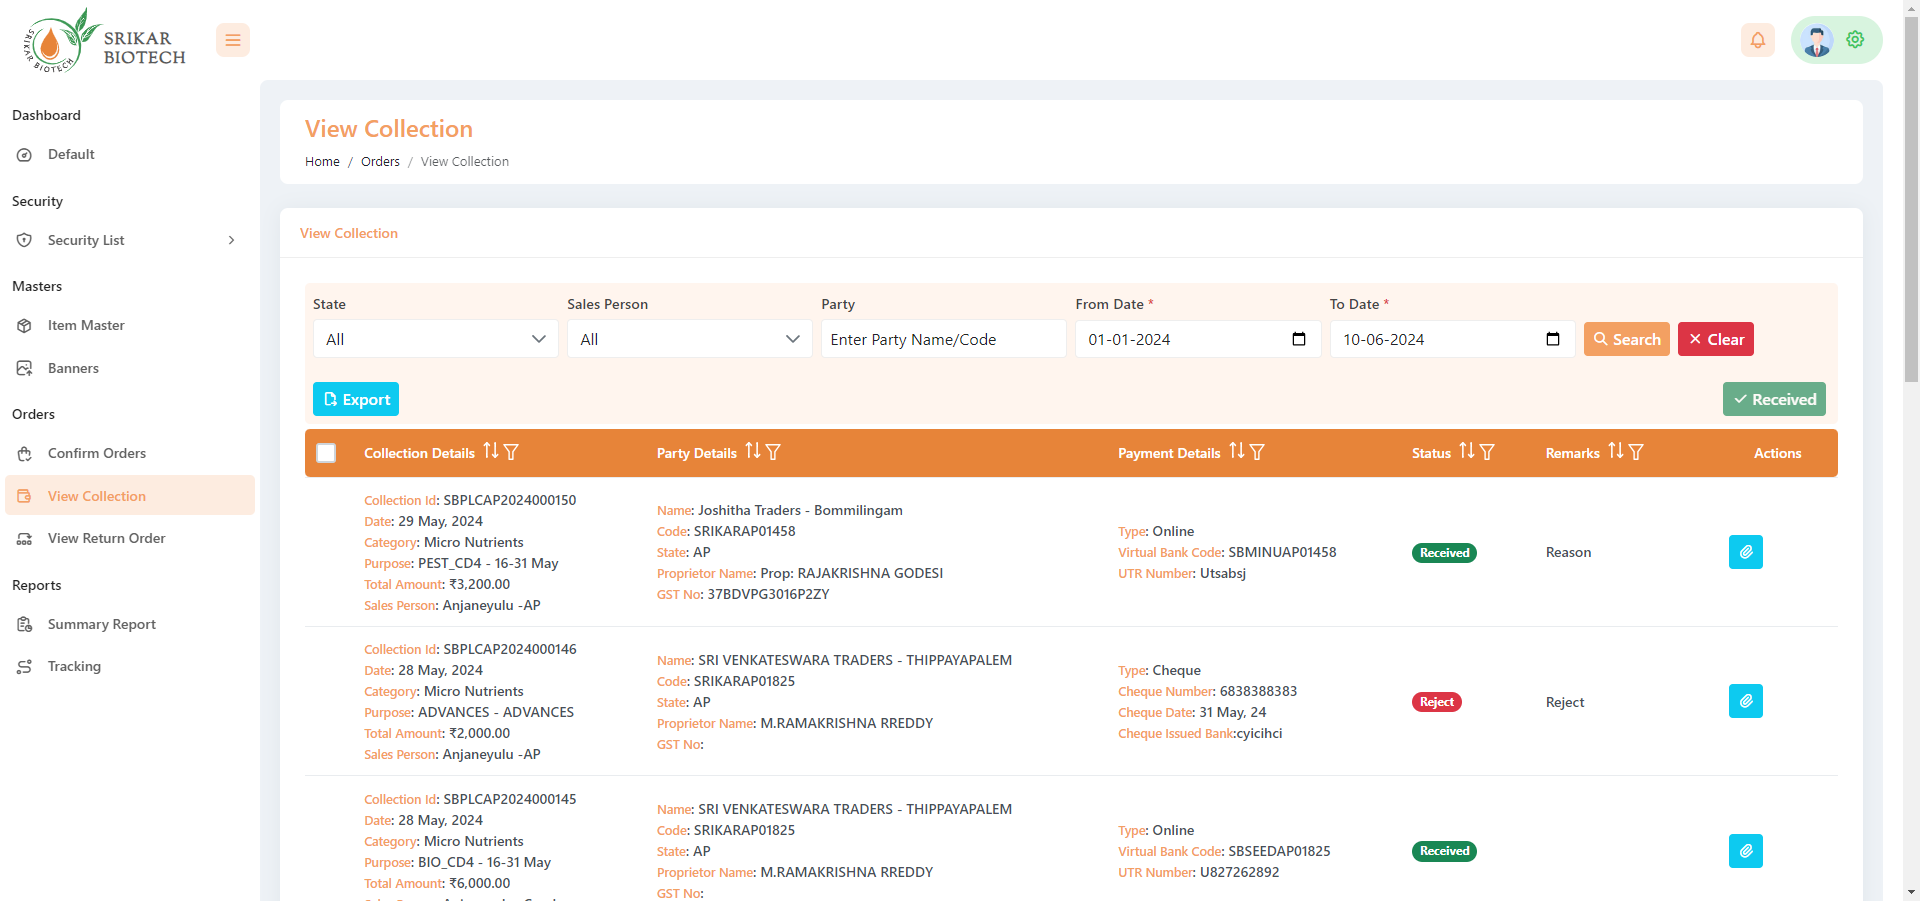 SRIKAR BIOTECH
SRIKAR
BIOTECH
Dashboard
Default
Security
Security List
Masters
Item Master
Banners
Orders
Confirm Orders
View Collection
View Return Order
Reports
Summary Report
Tracking
View Collection
Home / Orders / View Collection
View Collection
State Sales Person Party From Date * To Date *
All All Enter Party Name/Code 01-01-2024 10-06-2024 Search Clear
Export Received
Collection Details Party Details Payment Details Status Remarks Actions
Collection Id: SBPLCAP2024000150
Date: 29 May, 2024
Category: Micro Nutrients
Purpose: PEST_CD4 - 16-31 May
Total Amount: ₹3,200.00
Sales Person: Anjaneyulu -AP
Name: Joshitha Traders - Bommilingam
Code: SRIKARAP01458
State: AP
Proprietor Name: Prop: RAJAKRISHNA GODESI
GST No: 37BDVPG3016P2ZY
Type: Online
Virtual Bank Code: SBMINUAP01458
UTR Number: Utsabsj
Received
Reason
Collection Id: SBPLCAP2024000146
Date: 28 May, 2024
Category: Micro Nutrients
Purpose: ADVANCES - ADVANCES
Total Amount: ₹2,000.00
Sales Person: Anjaneyulu -AP
Name: SRI VENKATESWARA TRADERS - THIPPAYAPALEM
Code: SRIKARAP01825
State: AP
Proprietor Name: M.RAMAKRISHNA RREDDY
GST No:
Type: Cheque
Cheque Number: 6838388383
Cheque Date: 31 May, 24
Cheque Issued Bank:cyicihci
Reject
Reject
Collection Id: SBPLCAP2024000145
Date: 28 May, 2024
Category: Micro Nutrients
Purpose: BIO_CD4 - 16-31 May
Total Amount: ₹6,000.00
Name: SRI VENKATESWARA TRADERS - THIPPAYAPALEM
Code: SRIKARAP01825
State: AP
Proprietor Name: M.RAMAKRISHNA RREDDY
GST No:
Type: Online
Virtual Bank Code: SBSEEDAP01825
UTR Number: U827262892
Received